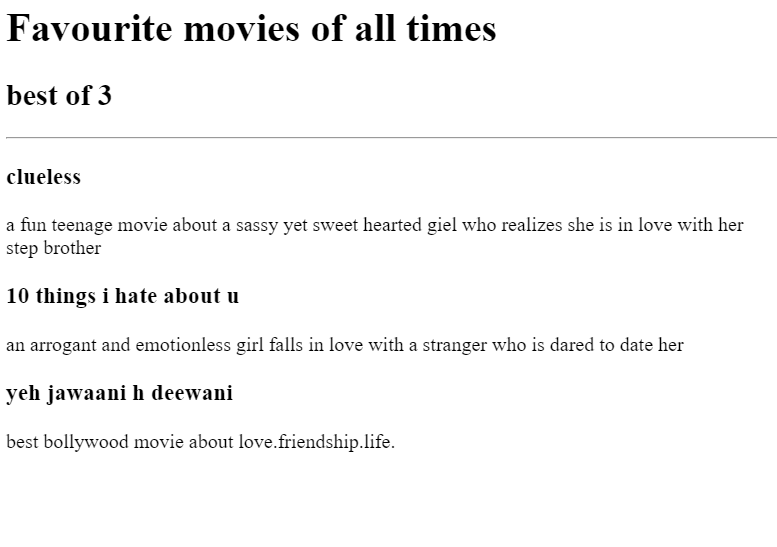 Favourite movies of all times
best of 3
clueless
a fun teenage movie about a sassy yet sweet hearted giel who realizes she is in love with her
step brother
10 things i hate about u
an arrogant and emotionless girl falls in love with a stranger who is dared to date her
yeh jawaani h deewani
best bollywood movie about love.friendship.life.